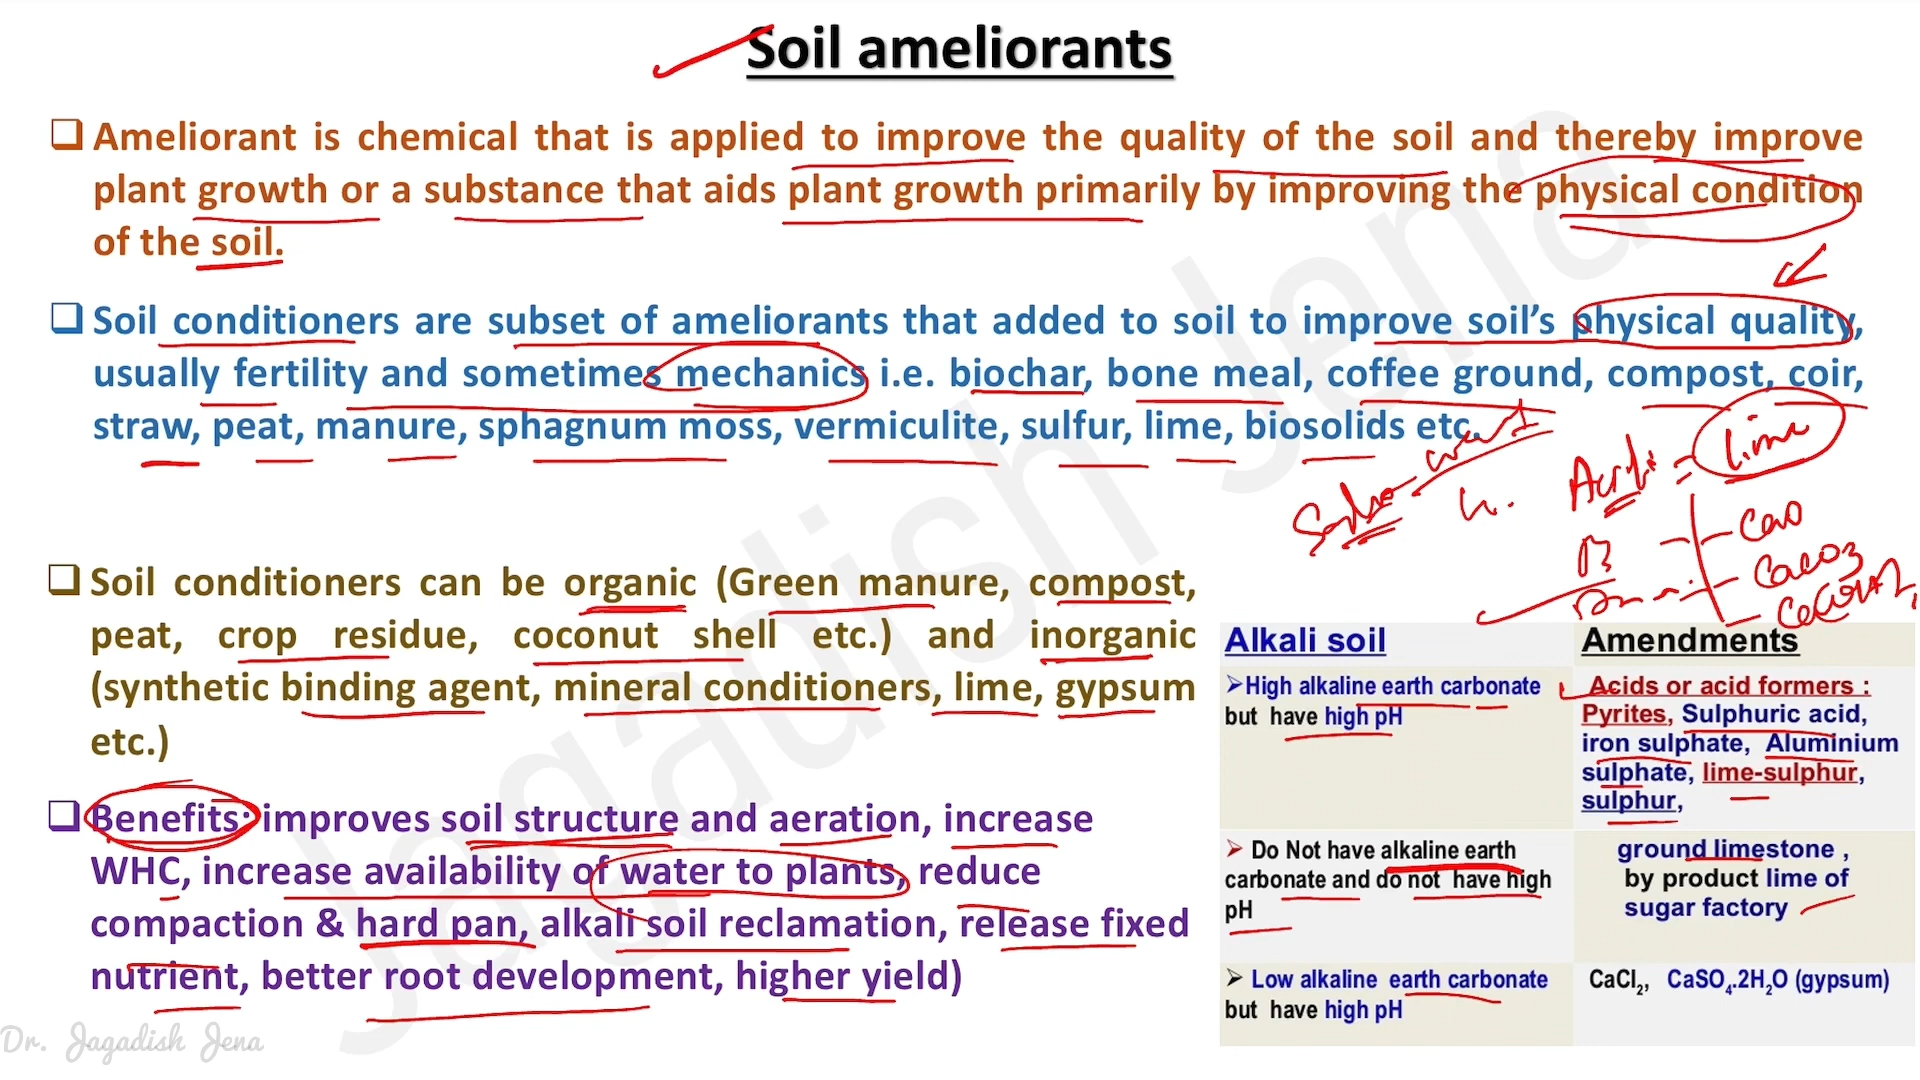 Soil ameliorants
❑ Ameliorant is chemical that is applied to improve the quality of the soil and thereby improve
plant growth or a substance that aids plant growth primarily by improving the physical condition
of the soil.
❑ Soil conditioners are subset of ameliorants that added to soil to improve soil's physical quality,
usually fertility and sometimes mechanics i.e. biochar, bone meal, coffee ground, compost, coir,
straw, peat, manure, sphagnum moss, vermiculite, sulfur, lime, biosolids etc.
lime
CaO
CaCO3
❑ Soil conditioners can be organic (Green manure, compost,
peat, crop residue, coconut shell etc.) and inorganic
(synthetic binding agent, mineral conditioners, lime, gypsum
etc.)
❑ Benefits: improves soil structure and aeration, increase
WHC, increase availability of water to plants, reduce
compaction & hard pan, alkali soil reclamation, release fixed
nutrient, better root development, higher yield)
Alkali soil
Amendments
➢High alkaline earth carbonate
but have high pH
Acids or acid formers :
Pyrites, Sulphuric acid,
iron sulphate, Aluminium
sulphate, lime-sulphur,
sulphur,
➢ Do Not have alkaline earth
carbonate and do not have high
pH
ground limestone ,
by product lime of
sugar factory
➢ Low alkaline earth carbonate
but have high pH
CaCl2, CaSO4.2H2O (gypsum)
Jagadish Jena
Dr. Jagadish Jena